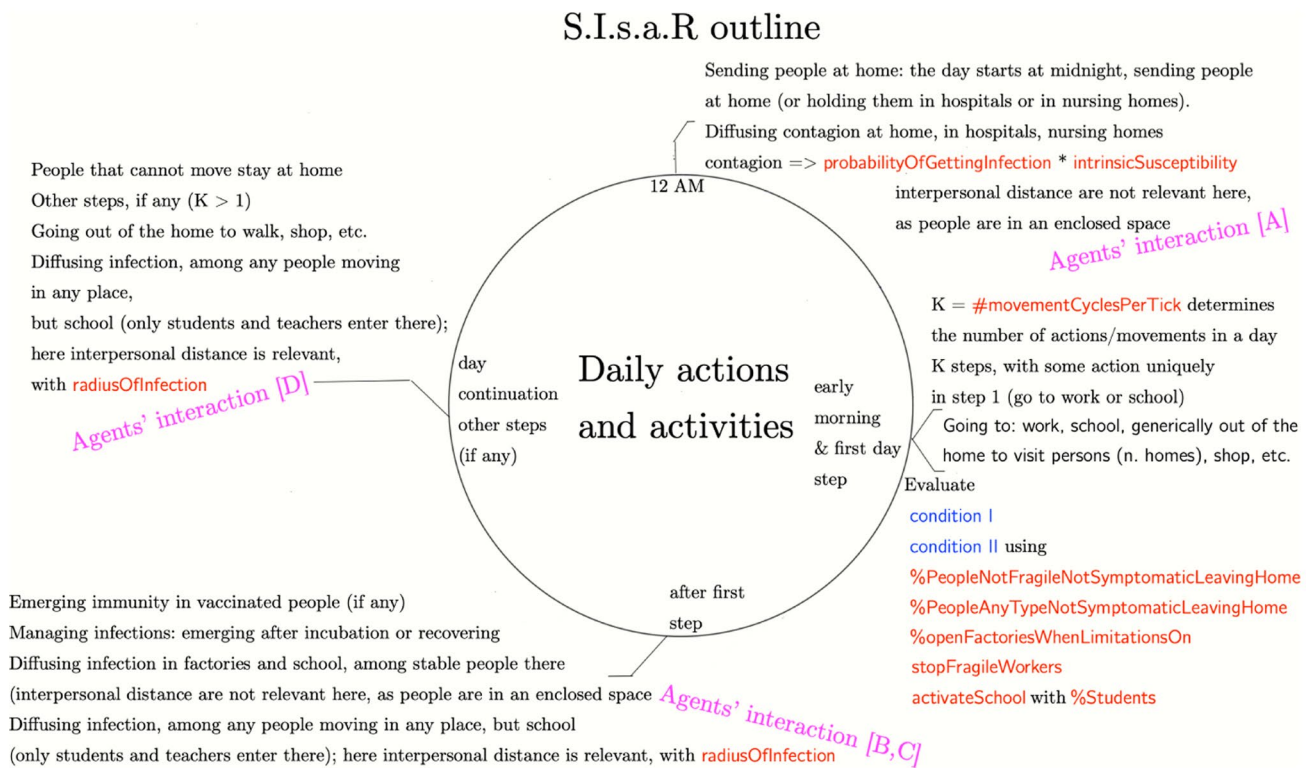 S.I.s.a.R outline
Sending people at home: the day starts at midnight, sending people
at home (or holding them in hospitals or in nursing homes).
Diffusing contagion at home, in hospitals, nursing homes
contagion => probabilityOfGettingInfection * intrinsicSusceptibility
interpersonal distance are not relevant here,
as people are in an enclosed space
Agents' interaction [A]
12 AM
K = #movementCyclesPerTick determines
the number of actions/movements in a day
K steps, with some action uniquely
in step 1 (go to work or school)
Going to: work, school, generically out of the
home to visit persons (n. homes), shop, etc.
early
morning
& first day
step
Evaluate
condition I
condition II using
%PeopleNotFragileNotSymptomaticLeavingHome
%PeopleAnyTypeNotSymptomaticLeavingHome
%openFactoriesWhenLimitationsOn
stopFragileWorkers
activateSchool with %Students
Daily actions
and activities
after first
step
Emerging immunity in vaccinated people (if any)
Managing infections: emerging after incubation or recovering
Diffusing infection in factories and school, among stable people there
(interpersonal distance are not relevant here, as people are in an enclosed space
Diffusing infection, among any people moving in any place, but school
(only students and teachers enter there); here interpersonal distance is relevant, with radiusOfInfection
Agents' interaction [B,C]
day
continuation
other steps
(if any)
People that cannot move stay at home
Other steps, if any (K > 1)
Going out of the home to walk, shop, etc.
Diffusing infection, among any people moving
in any place,
but school (only students and teachers enter there);
here interpersonal distance is relevant,
with radiusOfInfection
Agents' interaction [D]